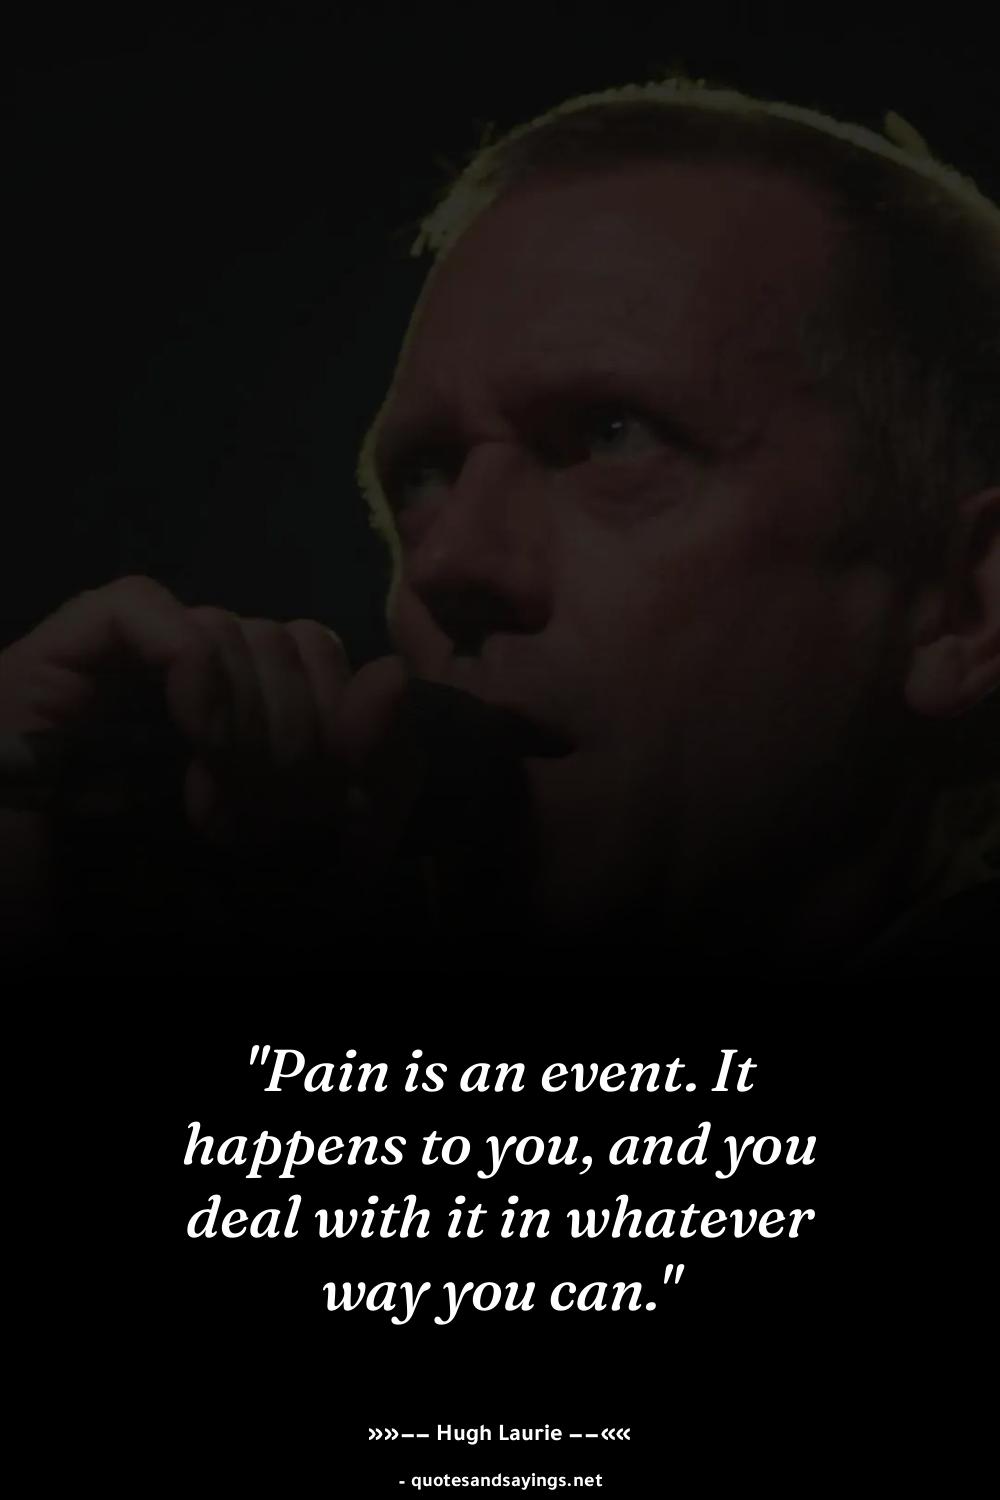 "Pain is an event. It
happens to you, and you
deal with it in whatever
way you can."
»»–– Hugh Laurie ––««
- quotesandsayings.net